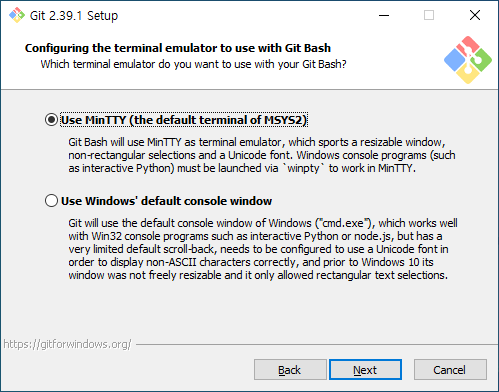 Git 2.39.1 Setup
Configuring the terminal emulator to use with Git Bash
Which terminal emulator do you want to use with your Git Bash?
Use MinTTY (the default terminal of MSYS2)
Git Bash will use MinTTY as terminal emulator, which sports a resizable window,
non-rectangular selections and a Unicode font. Windows console programs (such
as interactive Python) must be launched via `winpty` to work in MinTTY.
Use Windows' default console window
Git will use the default console window of Windows ("cmd.exe"), which works well
with Win32 console programs such as interactive Python or node.js, but has a
very limited default scroll-back, needs to be configured to use a Unicode font in
order to display non-ASCII characters correctly, and prior to Windows 10 its
window was not freely resizable and it only allowed rectangular text selections.
https://gitforwindows.org/
Back Next Cancel